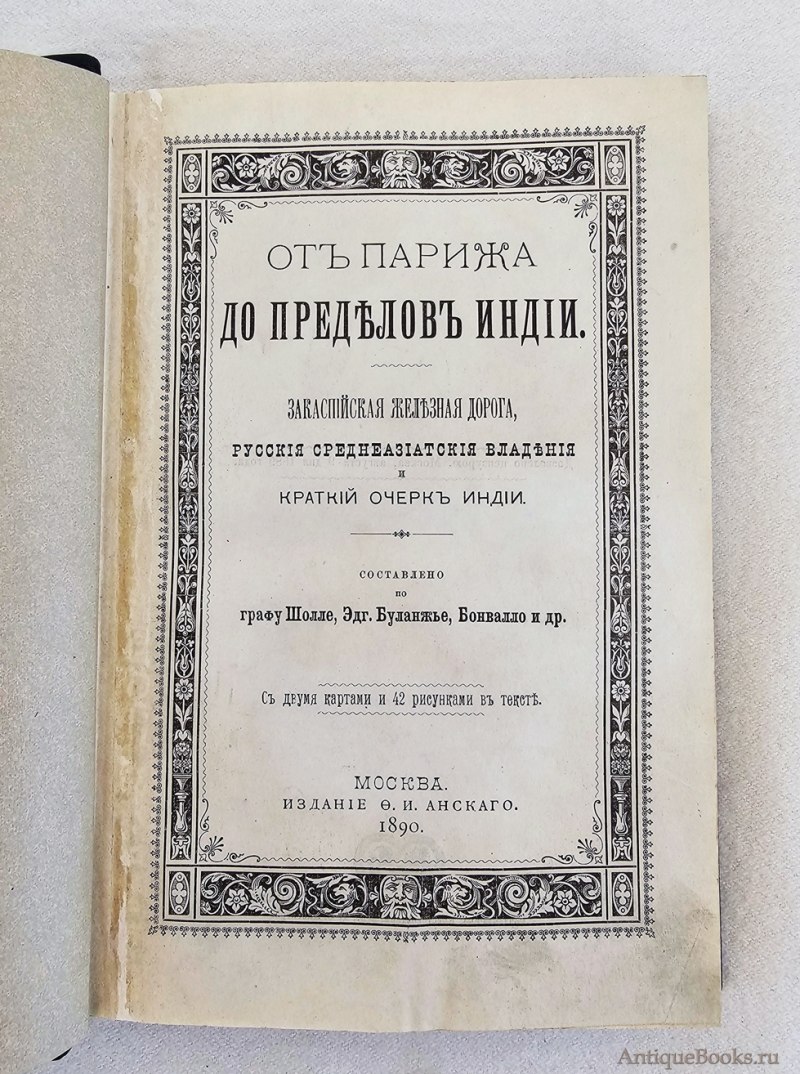 ОТЪ ПАРИЖА
ДО ПРЕДѢЛОВЪ ИНДІИ.
ЗАКАСПІЙСКАЯ ЖЕЛѢЗНАЯ ДОРОГА,
РУССКІЯ СРЕДНЕАЗІАТСКІЯ ВЛАДѢНІЯ
И
КРАТКІЙ ОЧЕРКЪ ИНДІИ.
СОСТАВЛЕНО
ПО
графу Шолле, Эдг. Буланжье, Бонвалло и др.
Съ двумя картами и 42 рисунками въ текстѣ.
МОСКВА.
ИЗДАНІЕ Ѳ. И. АНСКАГО.
1890.
AntiqueBooks.ru